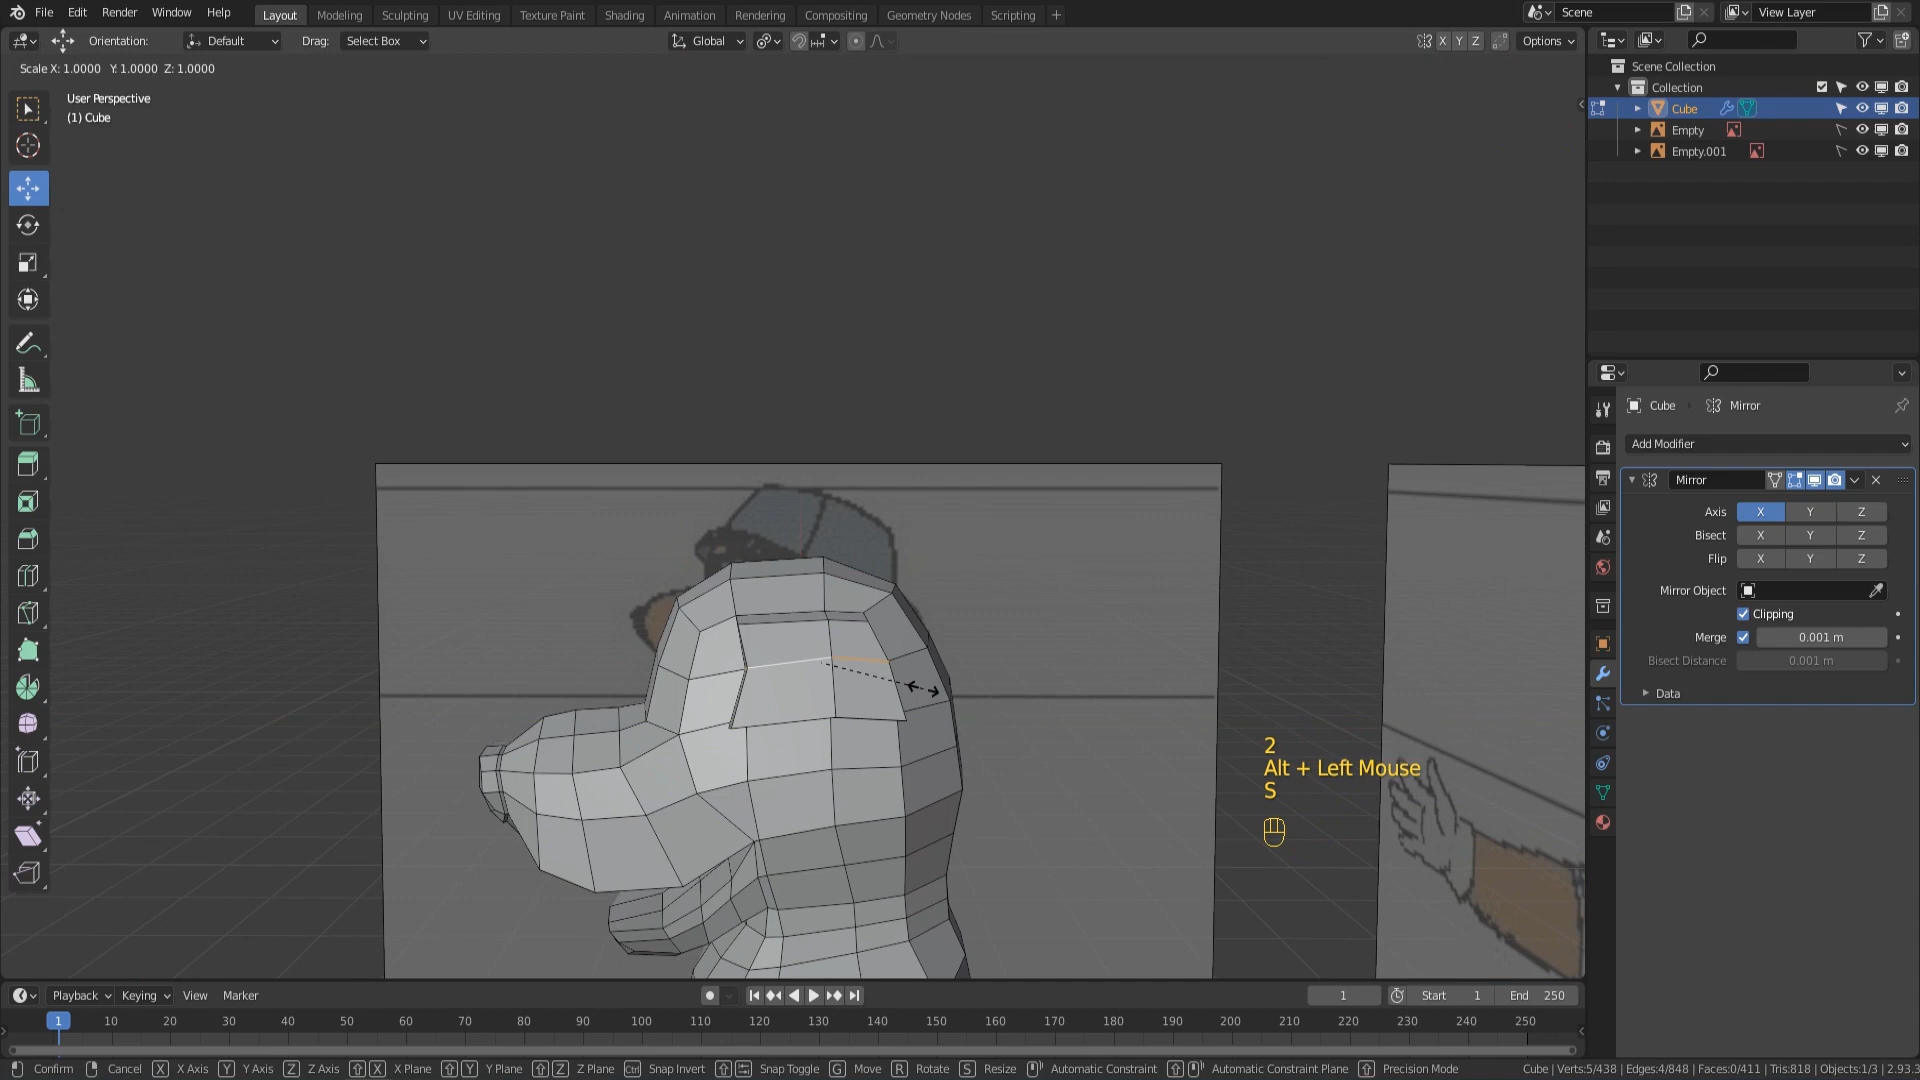 File Edit Render Window Help
Layout Modeling Sculpting UV Editing Texture Paint Shading Animation Rendering Compositing Geometry Nodes Scripting +
Scene View Layer
Orientation: Default Drag: Select Box Global X Y Z Options
Scale X: 1.0000 Y: 1.0000 Z: 1.0000
User Perspective
(1) Cube
Scene Collection
Collection
Cube
Empty
Empty.001
Cube Mirror
Add Modifier
Mirror
Axis X Y Z
Bisect X Y Z
Flip X Y Z
Mirror Object
Clipping
Merge 0.001 m
Bisect Distance 0.001 m
Data
2
Alt + Left Mouse
S
Playback Keying View Marker 1 Start 1 End 250
1 10 20 30 40 50 60 70 80 90 100 110 120 130 140 150 160 170 180 190 200 210 220 230 240 250
Confirm Cancel X X Axis Y Y Axis Z Z Axis X X Plane Y Y Plane Z Z Plane Ctrl Snap Invert Snap Toggle G Move R Rotate S Resize Automatic Constraint Automatic Constraint Plane Precision Mode Cube | Verts:5/438 | Edges:4/848 | Faces:0/411 | Tris:818 | Objects:1/3 | 2.93.3